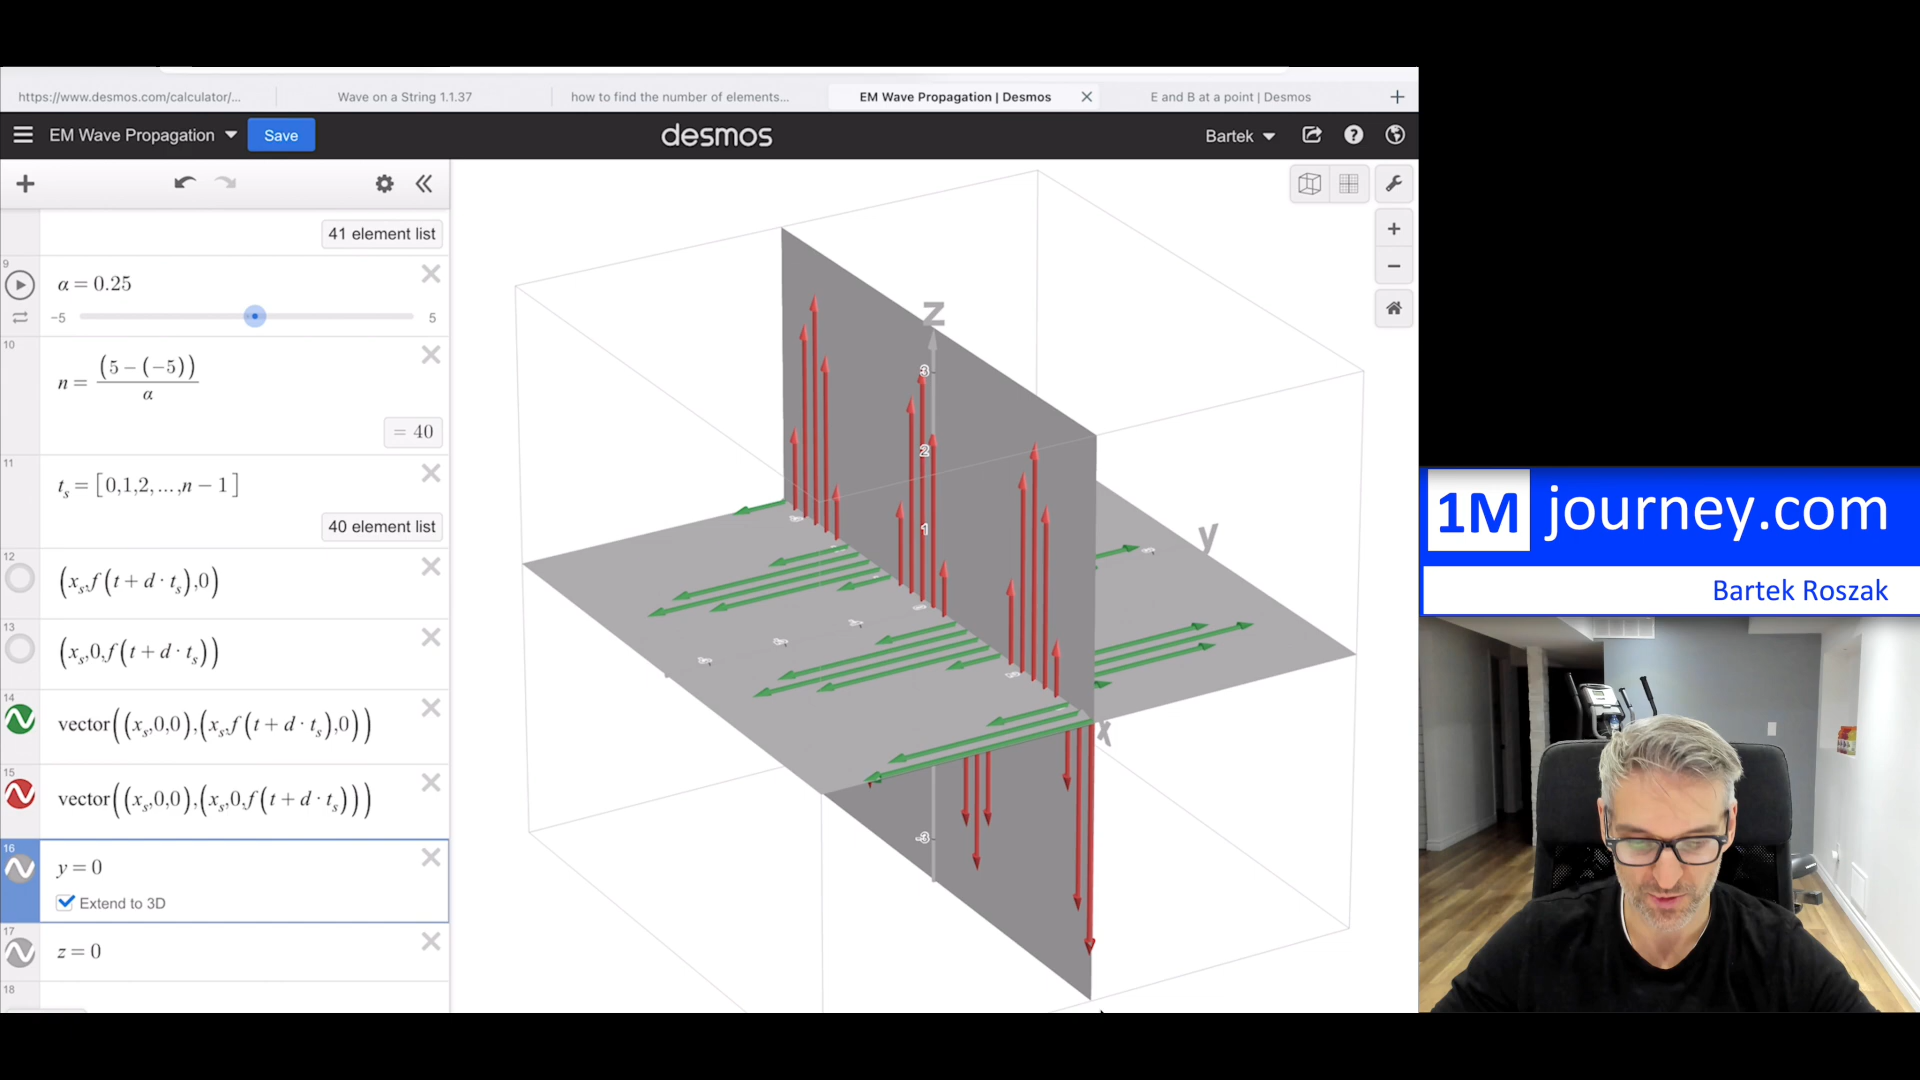 https://www.desmos.com/calculator/...
Wave on a String 1.1.37
how to find the number of elements...
EM Wave Propagation | Desmos
E and B at a point | Desmos
EM Wave Propagation
Save
desmos
Bartek
41 element list
9
α = 0.25
−5
5
10
n = (5 − (−5)) / α
= 40
11
t_s = [0,1,2,...,n − 1]
40 element list
12
(x_s,f(t + d · t_s),0)
13
(x_s,0,f(t + d · t_s))
14
vector((x_s,0,0),(x_s,f(t + d · t_s),0))
15
vector((x_s,0,0),(x_s,0,f(t + d · t_s)))
16
y = 0
Extend to 3D
17
z = 0
18
z
3
2
1
-3
y
x
1M journey.com
Bartek Roszak